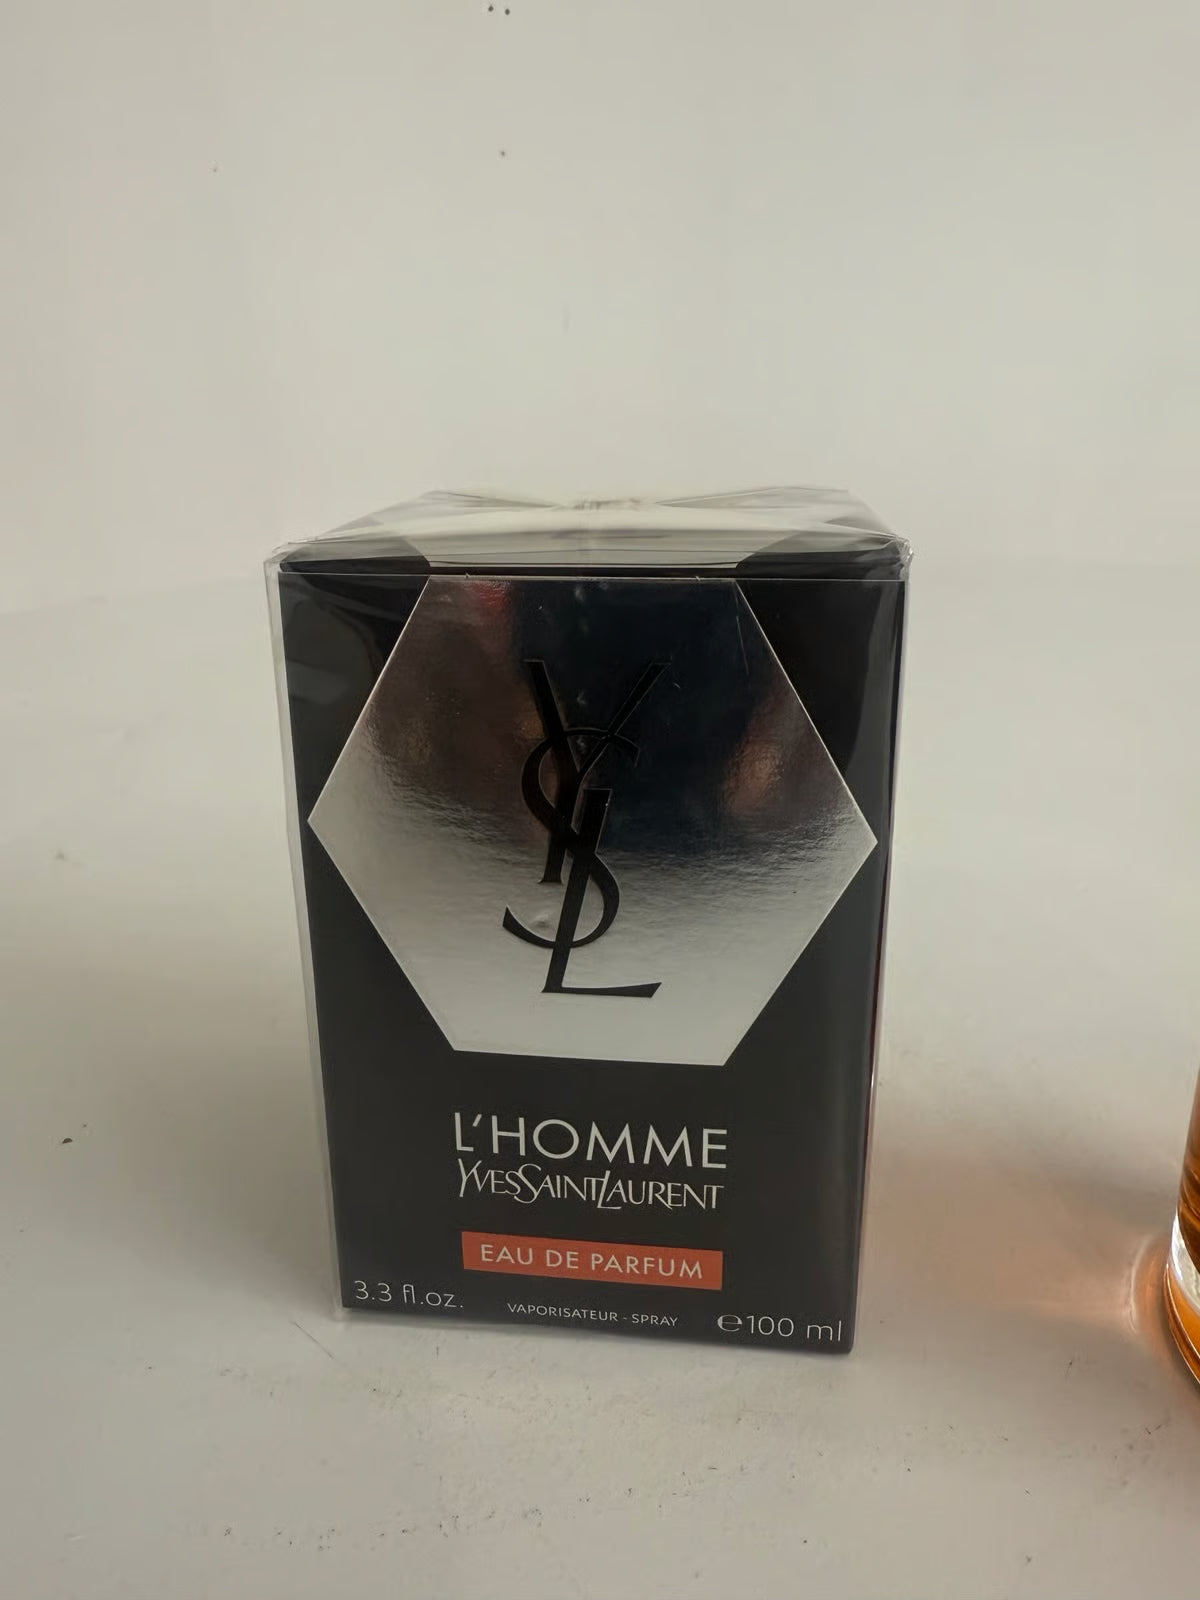 YSL
L'HOMME
YVESSAINTLAURENT
EAU DE PARFUM
3.3 fl.oz.
VAPORISATEUR - SPRAY
℮100 ml